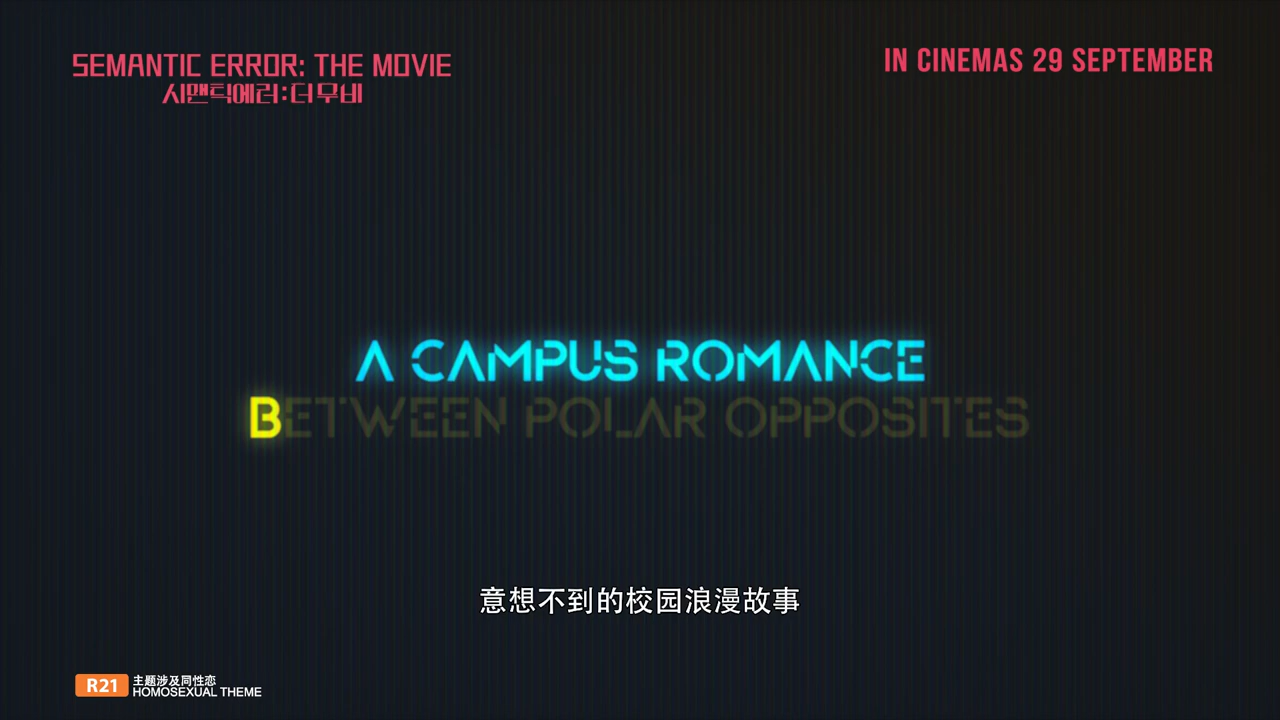 SEMANTIC ERROR: THE MOVIE
시맨틱에러:더무비
IN CINEMAS 29 SEPTEMBER
A CAMPUS ROMANCE
BETWEEN POLAR OPPOSITES
意想不到的校园浪漫故事
R21
主题涉及同性恋
HOMOSEXUAL THEME